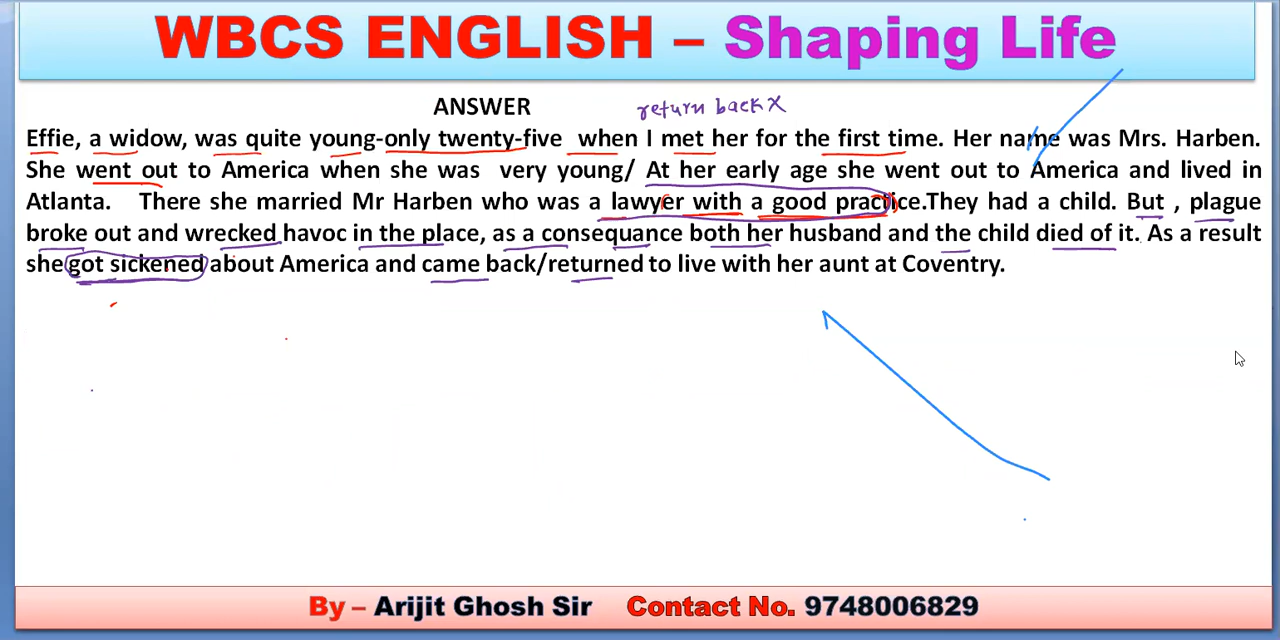 WBCS ENGLISH – Shaping Life
ANSWER return back X
Effie, a widow, was quite young-only twenty-five when I met her for the first time. Her name was Mrs. Harben.
She went out to America when she was very young/ At her early age she went out to America and lived in
Atlanta. There she married Mr Harben who was a lawyer with a good practice.They had a child. But , plague
broke out and wrecked havoc in the place, as a consequance both her husband and the child died of it. As a result
she got sickened about America and came back/returned to live with her aunt at Coventry.
By – Arijit Ghosh Sir Contact No. 9748006829